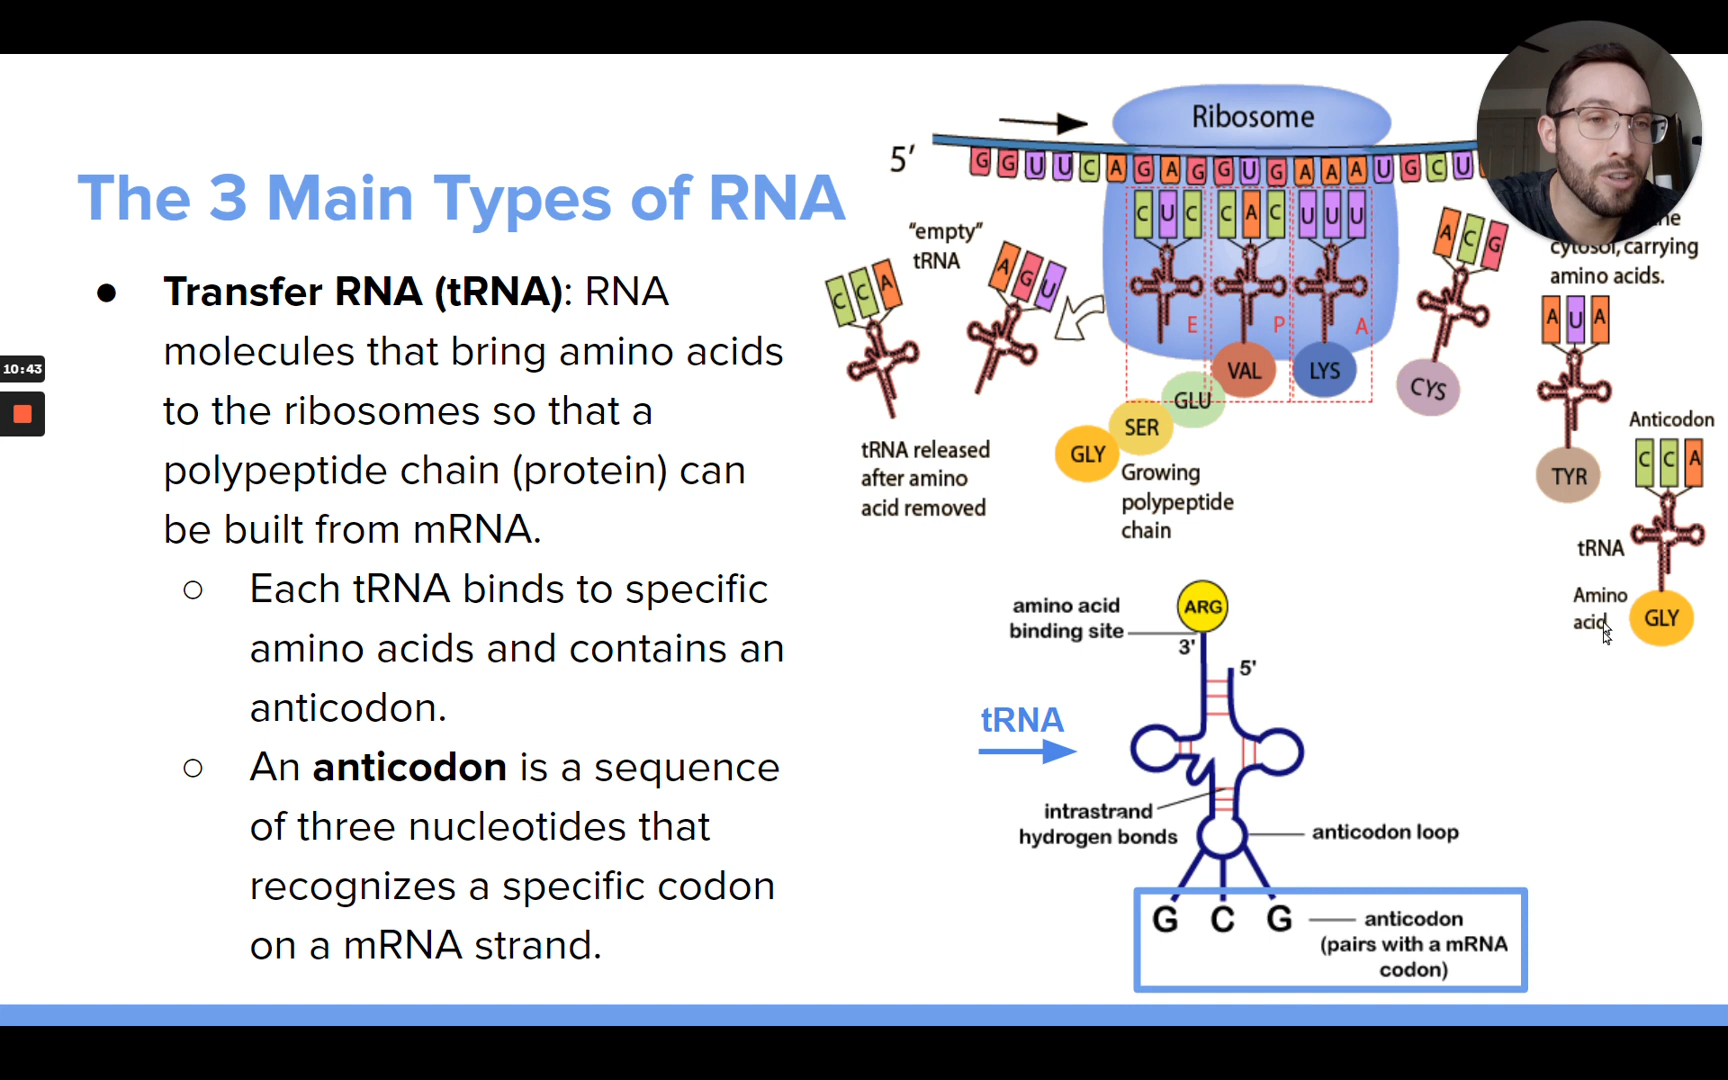 The 3 Main Types of RNA
● Transfer RNA (tRNA): RNA
molecules that bring amino acids
to the ribosomes so that a
polypeptide chain (protein) can
be built from mRNA.
○ Each tRNA binds to specific
amino acids and contains an
anticodon.
○ An anticodon is a sequence
of three nucleotides that
recognizes a specific codon
on a mRNA strand.
10:43
Ribosome
5'
G G U U C A G A G G U G A A A U G C U
C U C C A C U U U
E P A
"empty"
tRNA
C C A
A G U
tRNA released
after amino
acid removed
VAL
LYS
GLU
SER
GLY
Growing
polypeptide
chain
A C G
CYS
cytosol, carrying
amino acids.
A U A
TYR
Anticodon
C C A
tRNA
Amino
acid
GLY
amino acid
binding site
ARG
3'
5'
tRNA
intrastrand
hydrogen bonds
anticodon loop
G C G
anticodon
(pairs with a mRNA
codon)